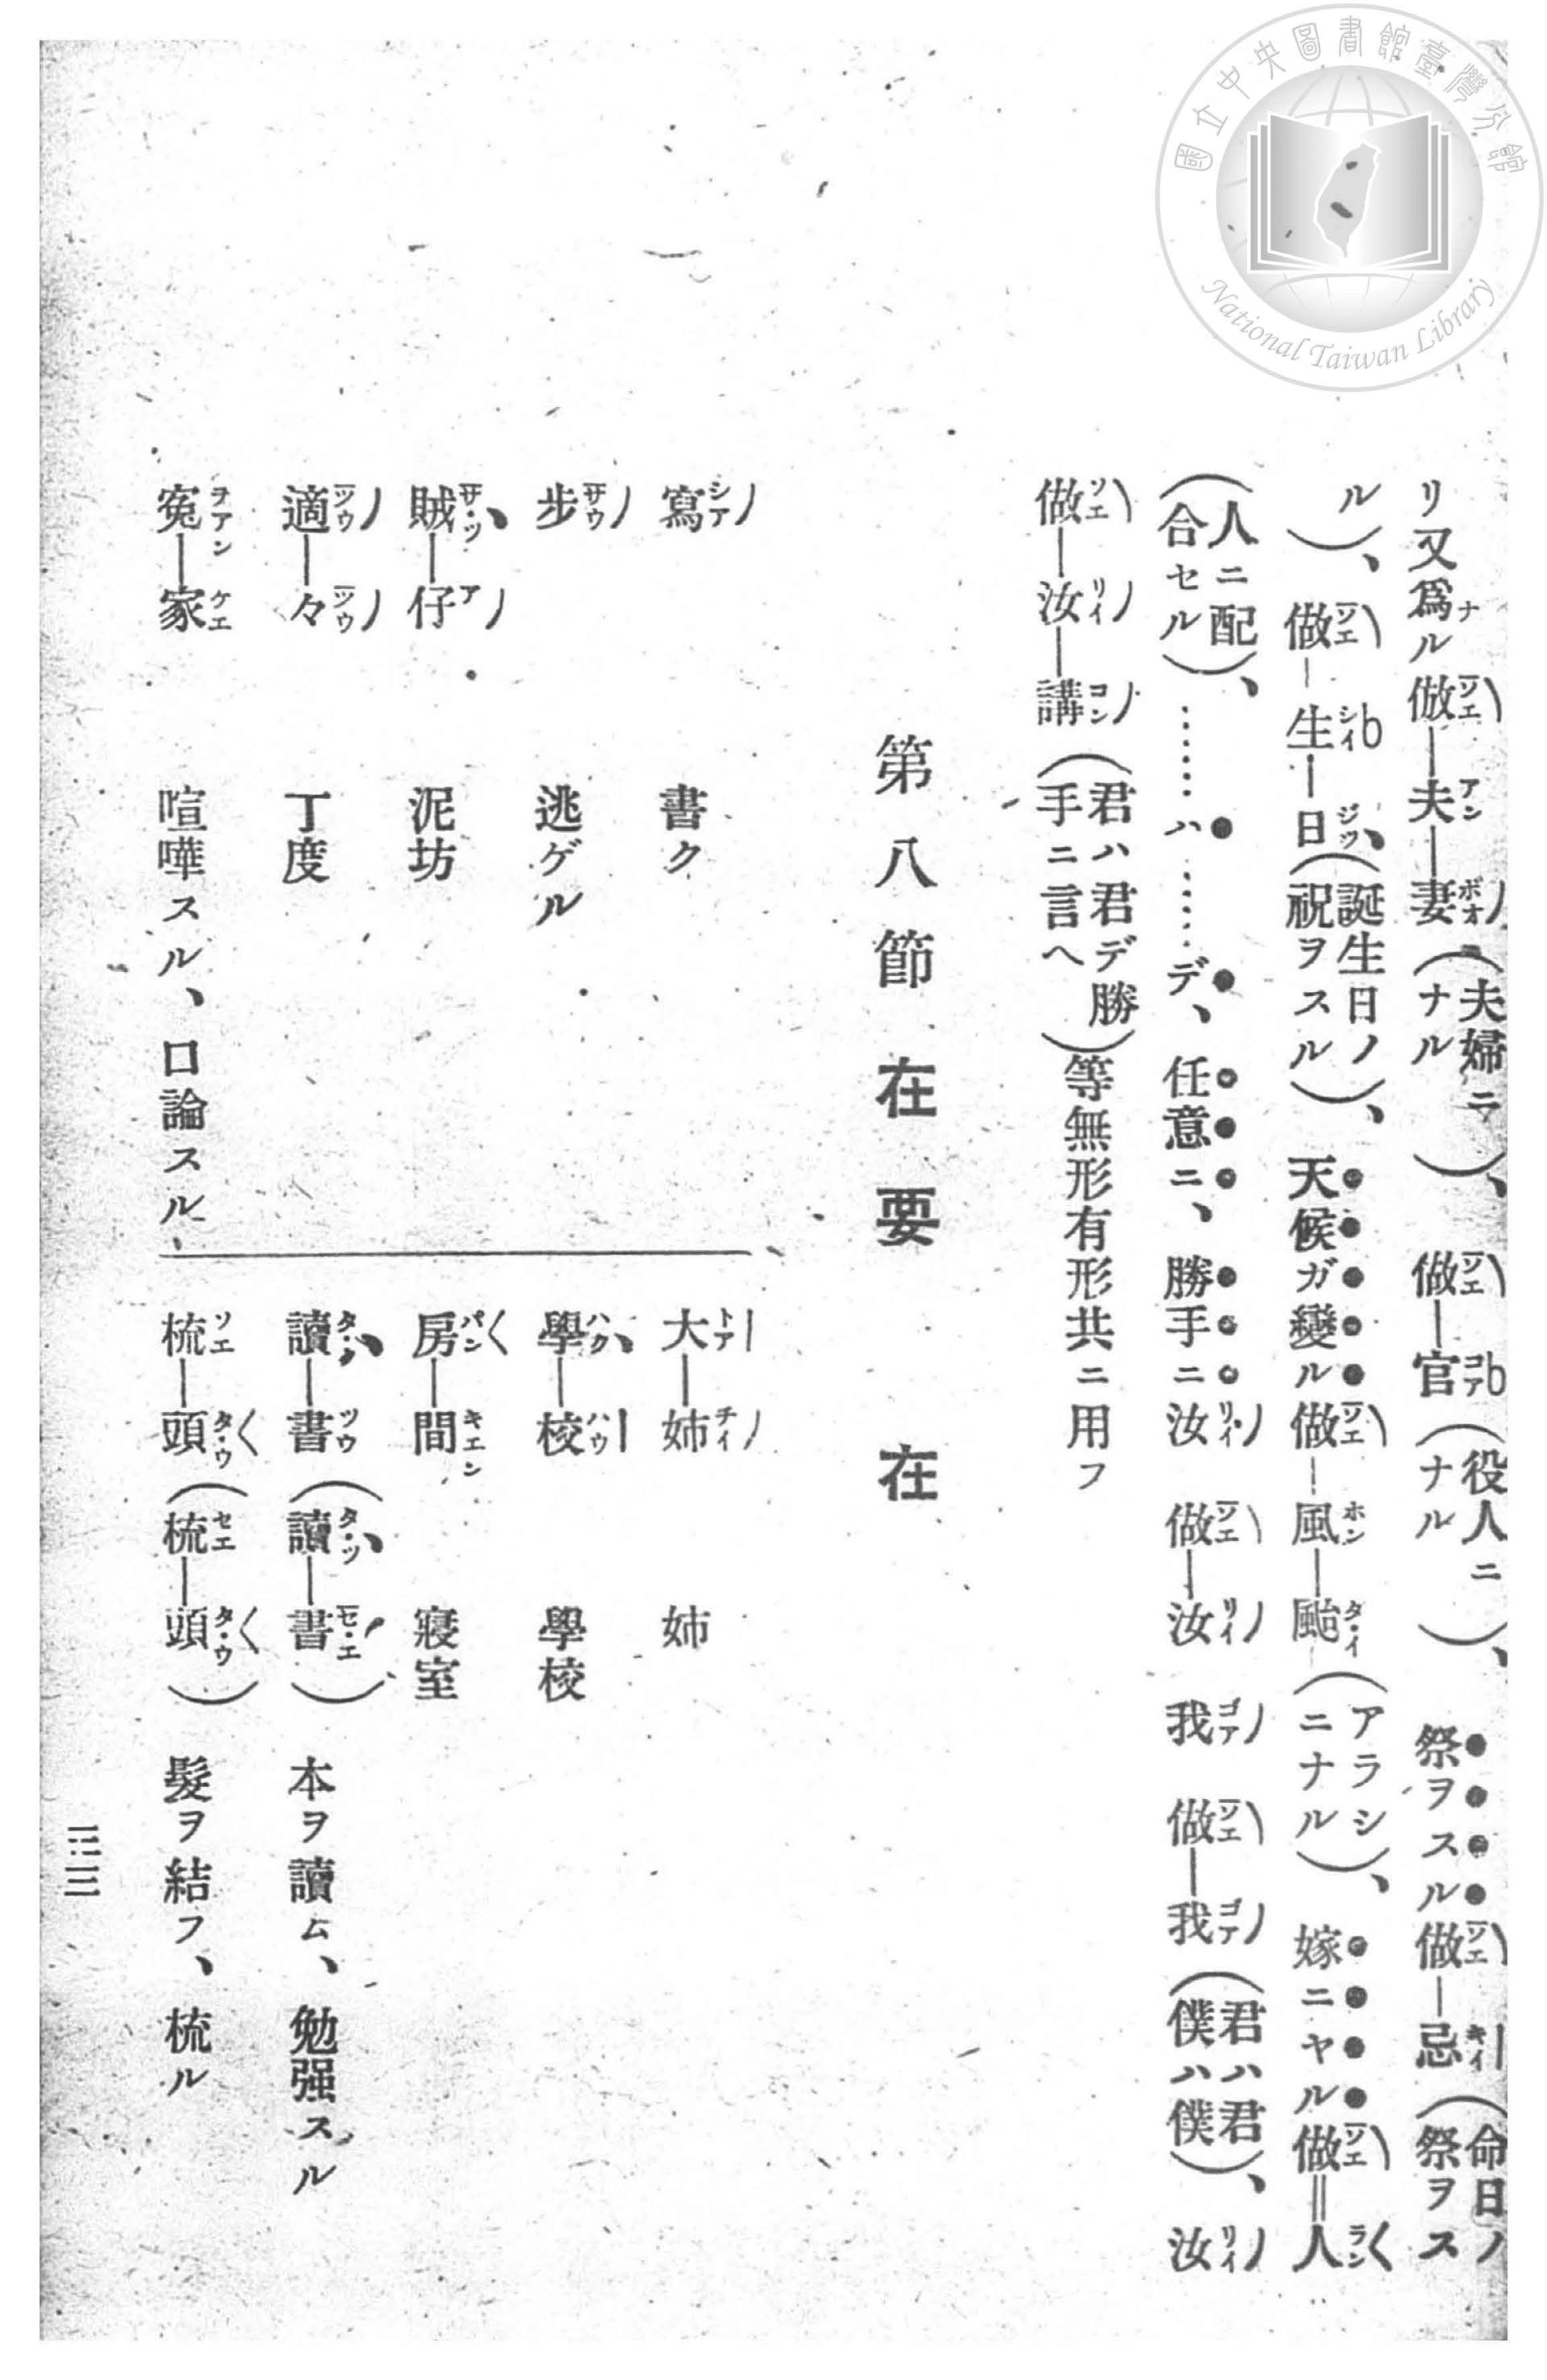 國立中央圖書館臺灣分館
National Taiwan Library
リ又爲ル做―夫―妻(夫婦ニナル)、做―官(役人ニナル)、祭ヲスル做―忌(命日ノ祭ヲス
ル)、做―生―日(誕生日ノ祝ヲスル)、天候ガ變ル做―風―颱(アラシニナル)、嫁ニヤル做=人
(人ニ配合セル)、……ハ……デ、任意ニ、勝手ニ汝 做―汝 我 做―我(君ハ君僕ハ僕)、汝
做―汝―講(君ハ君デ勝手ニ言ヘ)等無形有形共ニ用フ
第八節 在 要 在
寫 書ク
步 逃ゲル
賊―仔 泥坊
適―々 丁度
冤―家 喧嘩スル、口論スル、
大―姉 姉
學―校 學校
房―間 寢室
讀―書(讀―書) 本ヲ讀ム、勉强スル
梳―頭(梳―頭) 髮ヲ結フ、梳ル
三三